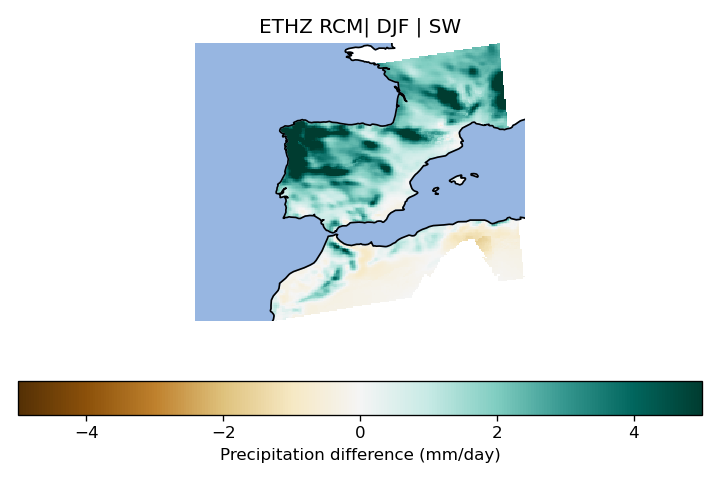 ETHZ RCM| DJF | SW
−4 −2 0 2 4
Precipitation difference (mm/day)